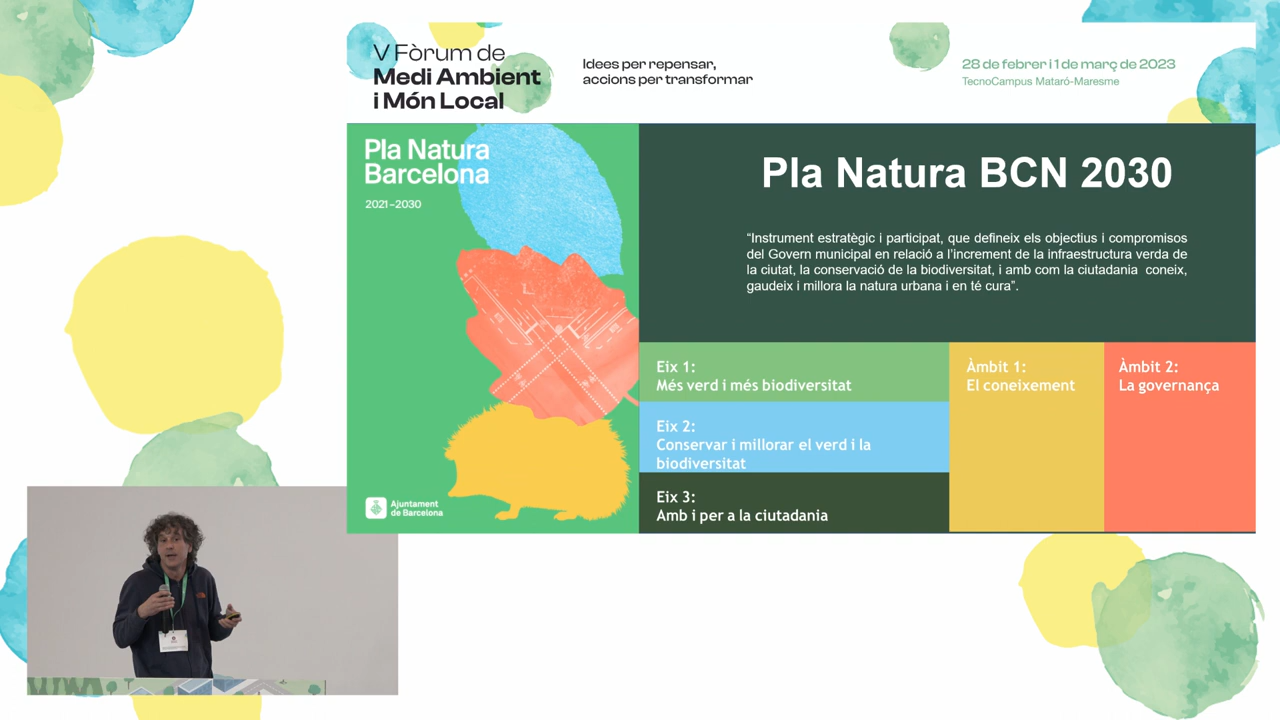 V Fòrum de
Medi Ambient
i Món Local
Idees per repensar,
accions per transformar
28 de febrer i 1 de març de 2023
TecnoCampus Mataró-Maresme
Pla Natura
Barcelona
2021–2030
Ajuntament
de Barcelona
Pla Natura BCN 2030
“Instrument estratègic i participat, que defineix els objectius i compromisos
del Govern municipal en relació a l’increment de la infraestructura verda de
la ciutat, la conservació de la biodiversitat, i amb com la ciutadania coneix,
gaudeix i millora la natura urbana i en té cura”.
Eix 1:
Més verd i més biodiversitat
Eix 2:
Conservar i millorar el verd i la
biodiversitat
Eix 3:
Amb i per a la ciutadania
Àmbit 1:
El coneixement
Àmbit 2:
La governança